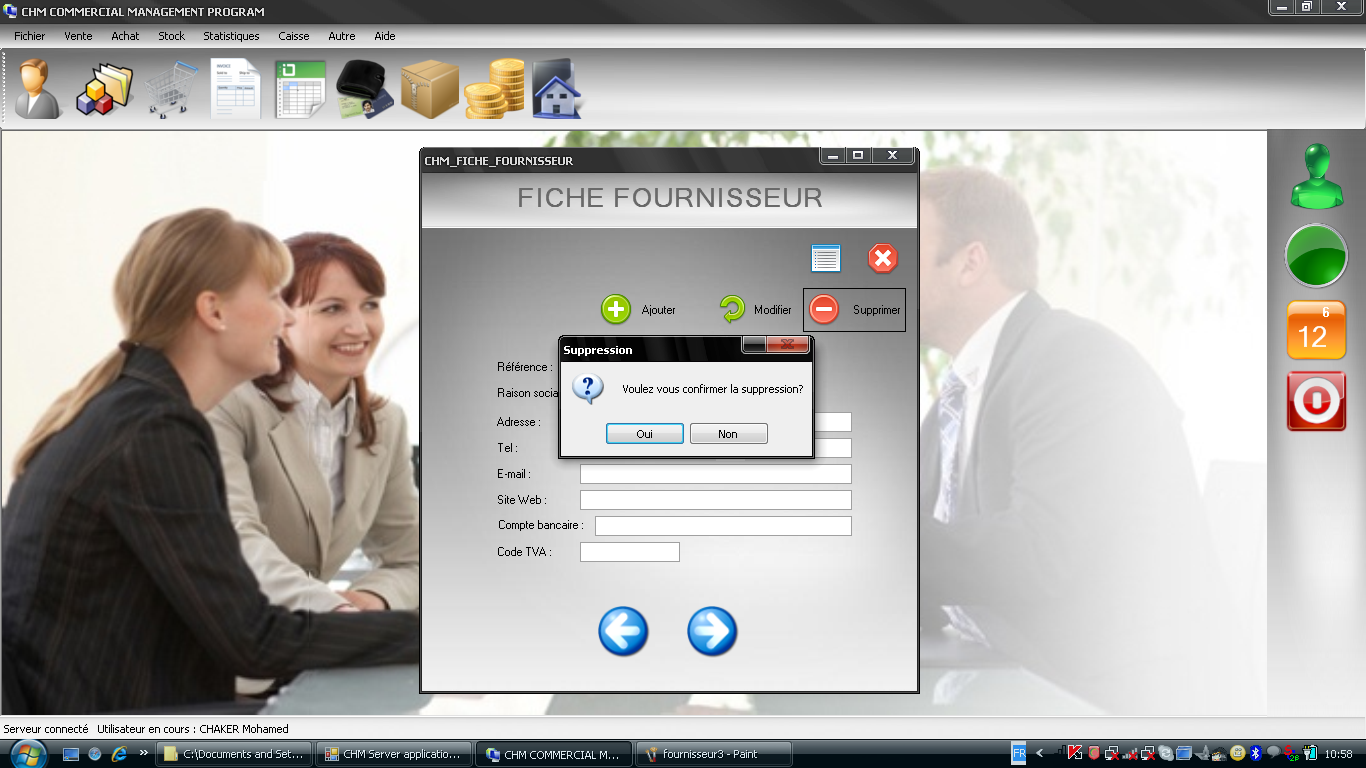 CHM COMMERCIAL MANAGEMENT PROGRAM
Fichier Vente Achat Stock Statistiques Caisse Autre Aide
INVOICE
CHM_FICHE_FOURNISSEUR
FICHE FOURNISSEUR
Ajouter Modifier Supprimer
6
12
Suppression
Voulez vous confirmer la suppression?
Oui Non
Référence :
Raison socia
Adresse :
Tel :
E-mail :
Site Web :
Compte bancaire :
Code TVA :
Serveur connecté Utilisateur en cours : CHAKER Mohamed
C:\Documents and Set... CHM Server applicatio... CHM COMMERCIAL M... fournisseur3 - Paint FR 10:58